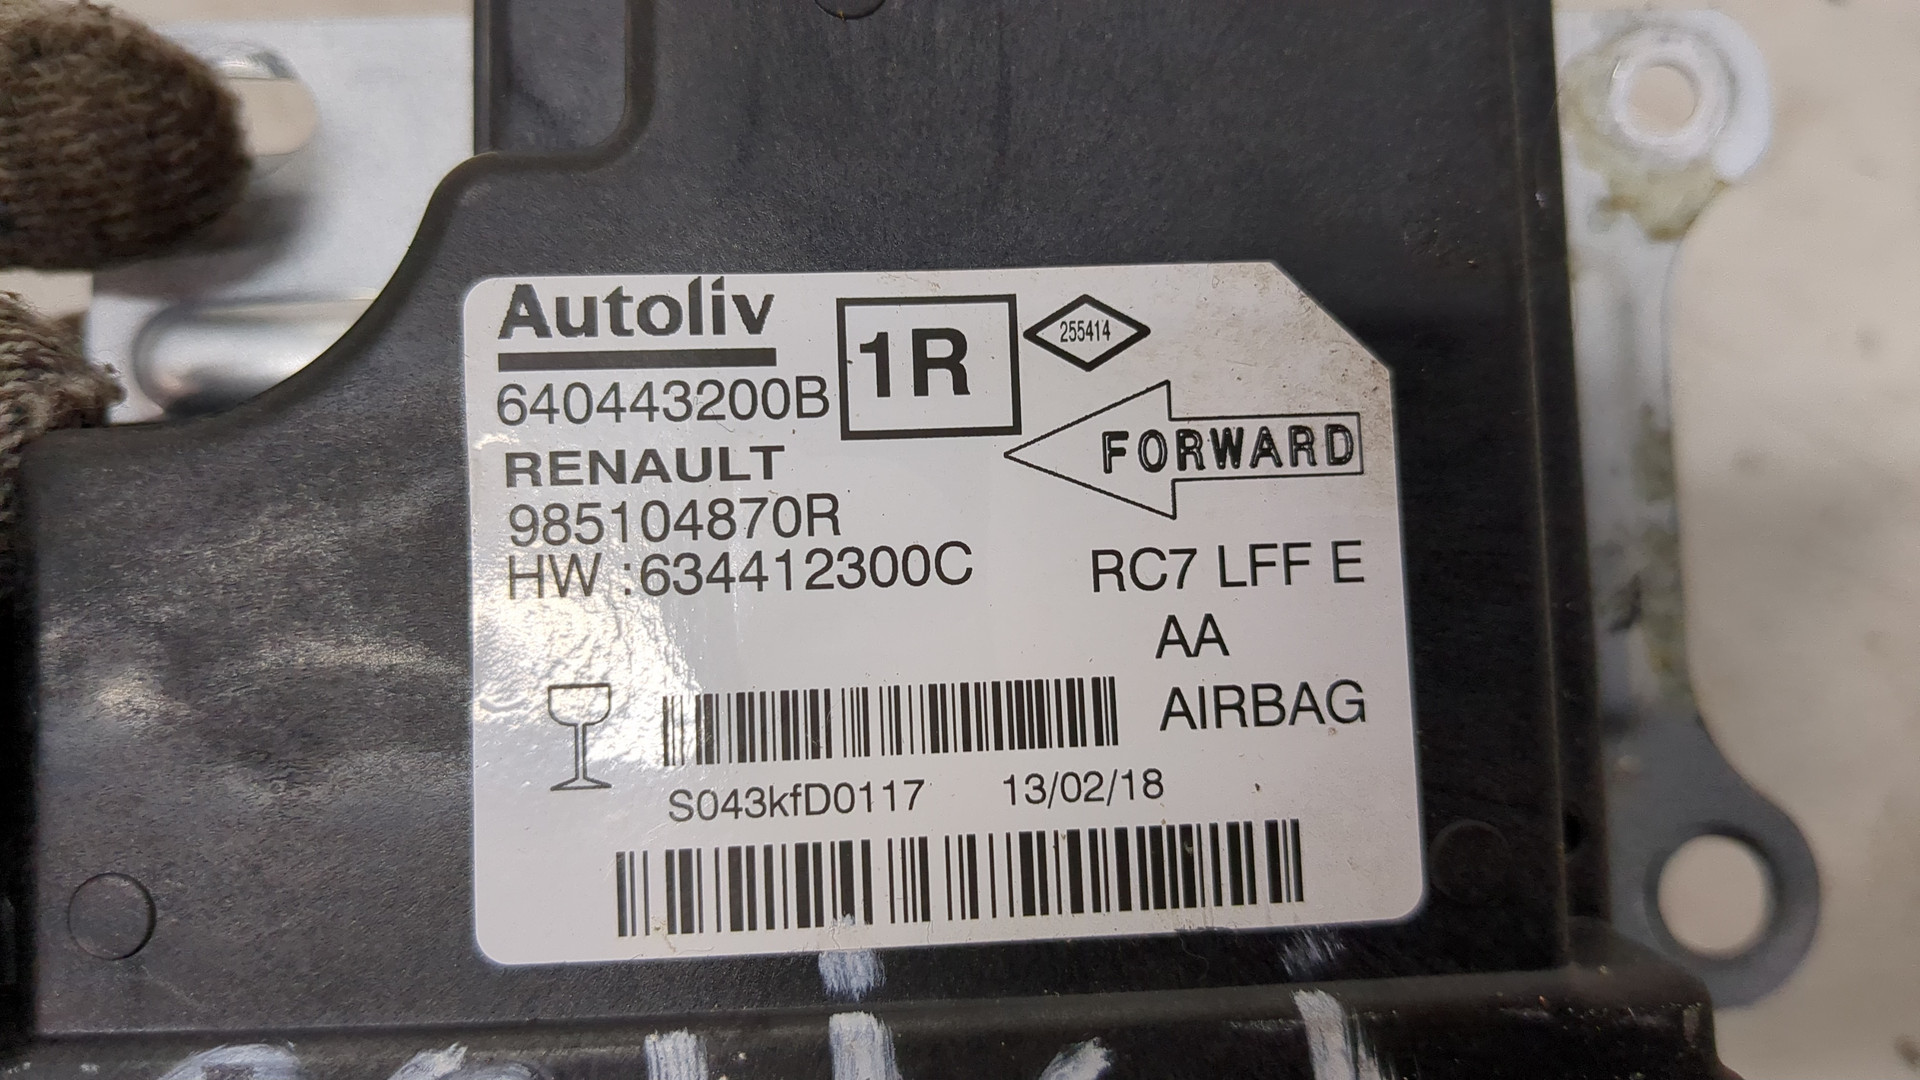 Autoliv
1R
255414
640443200B
FORWARD
RENAULT
985104870R
HW :634412300C
RC7 LFF E
AA
AIRBAG
S043kfD0117 13/02/18